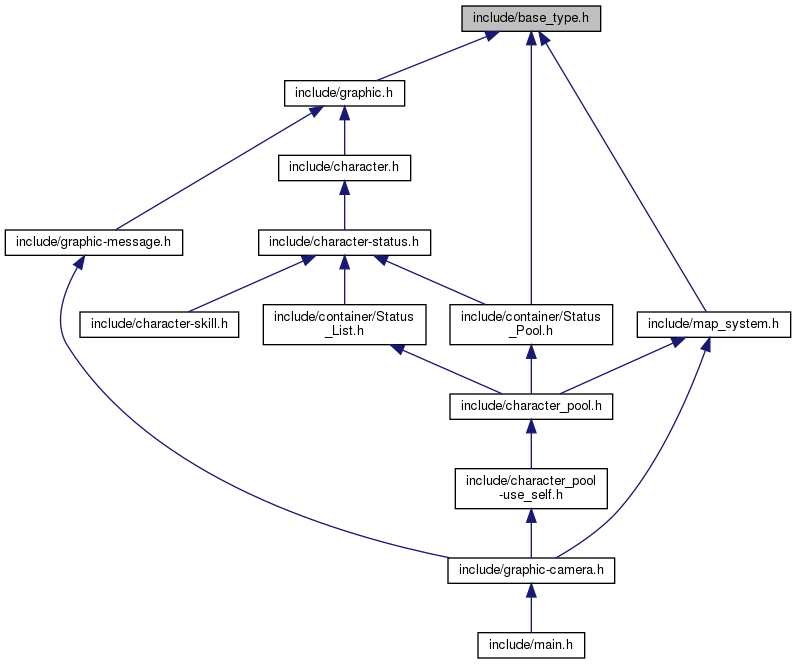 include/base_type.h
include/graphic.h
include/character.h
include/graphic-message.h
include/character-status.h
include/character-skill.h
include/container/Status
_List.h
include/container/Status
_Pool.h
include/map_system.h
include/character_pool.h
include/character_pool
-use_self.h
include/graphic-camera.h
include/main.h